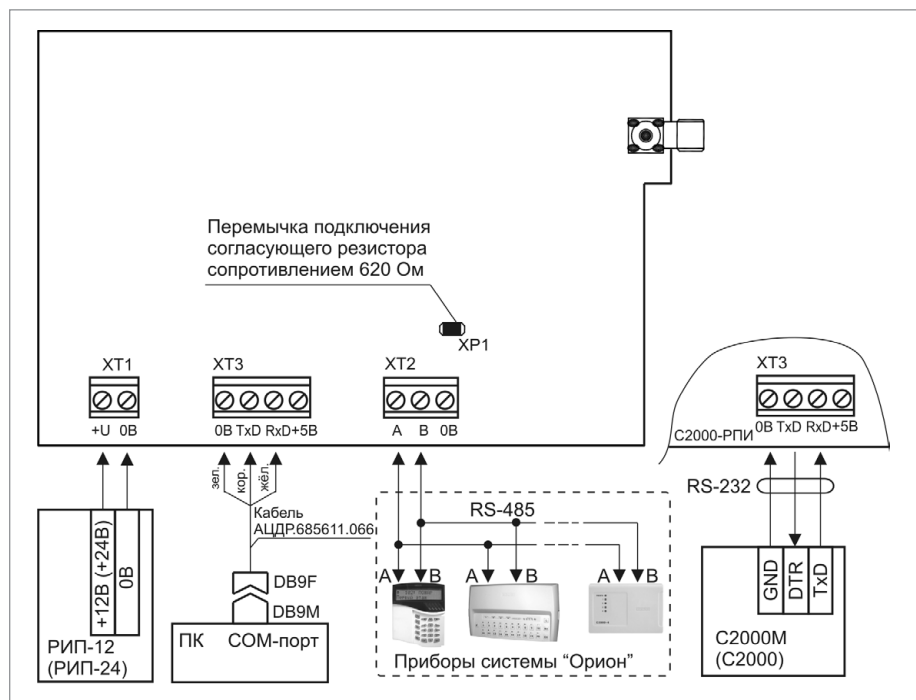 Перемычка подключения
согласующего резистора
сопротивлением 620 Ом
XP1
XT1
XT3
XT2
+U 0В
0В TxD RxD +5В
A B 0В
XT3
0В TxD RxD +5В
С2000-РПИ
зел.
кор.
жёл.
Кабель
АЦДР.685611.066
RS-485
RS-232
A B A B A B
+12В (+24В)
0В
DB9F
DB9M
GND
DTR
TxD
РИП-12
(РИП-24)
ПК COM-порт
Приборы системы “Орион”
С2000М
(С2000)